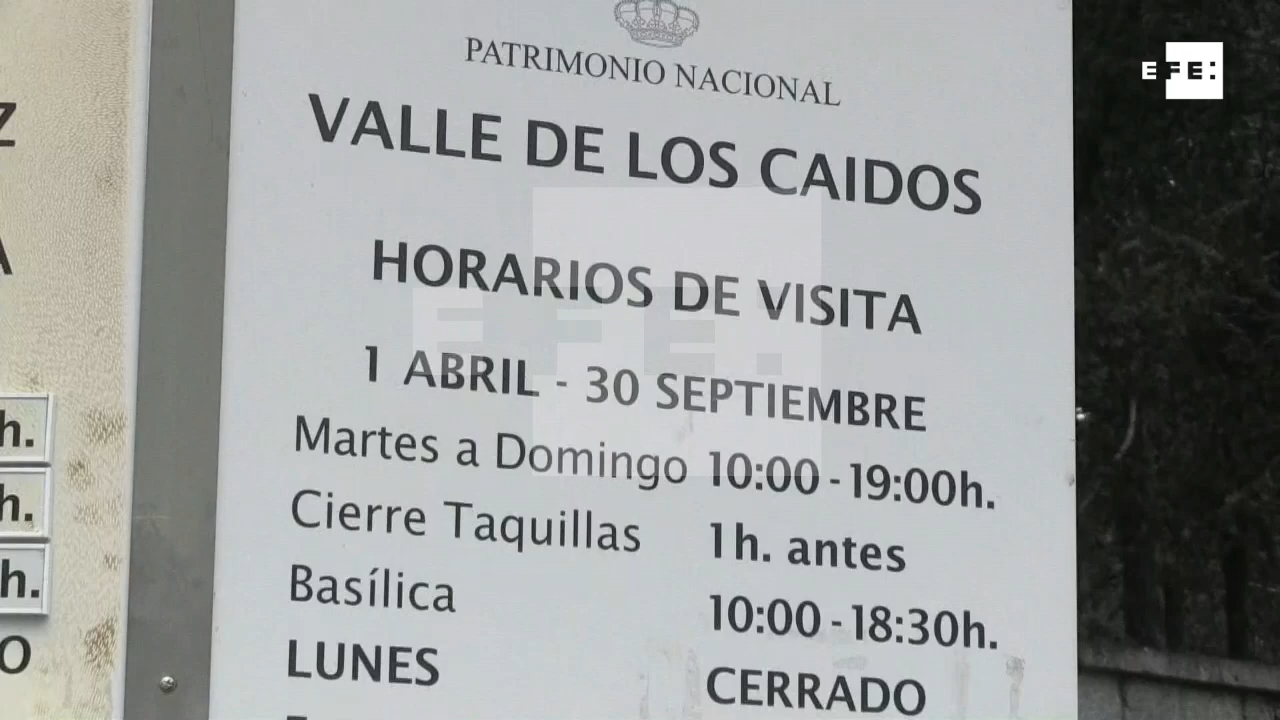 EFE:
PATRIMONIO NACIONAL
VALLE DE LOS CAIDOS
HORARIOS DE VISITA
1 ABRIL - 30 SEPTIEMBRE
Martes a Domingo 10:00 - 19:00h.
Cierre Taquillas 1h. antes
Basílica 10:00 - 18:30h.
LUNES CERRADO
h.
h.
h.
O